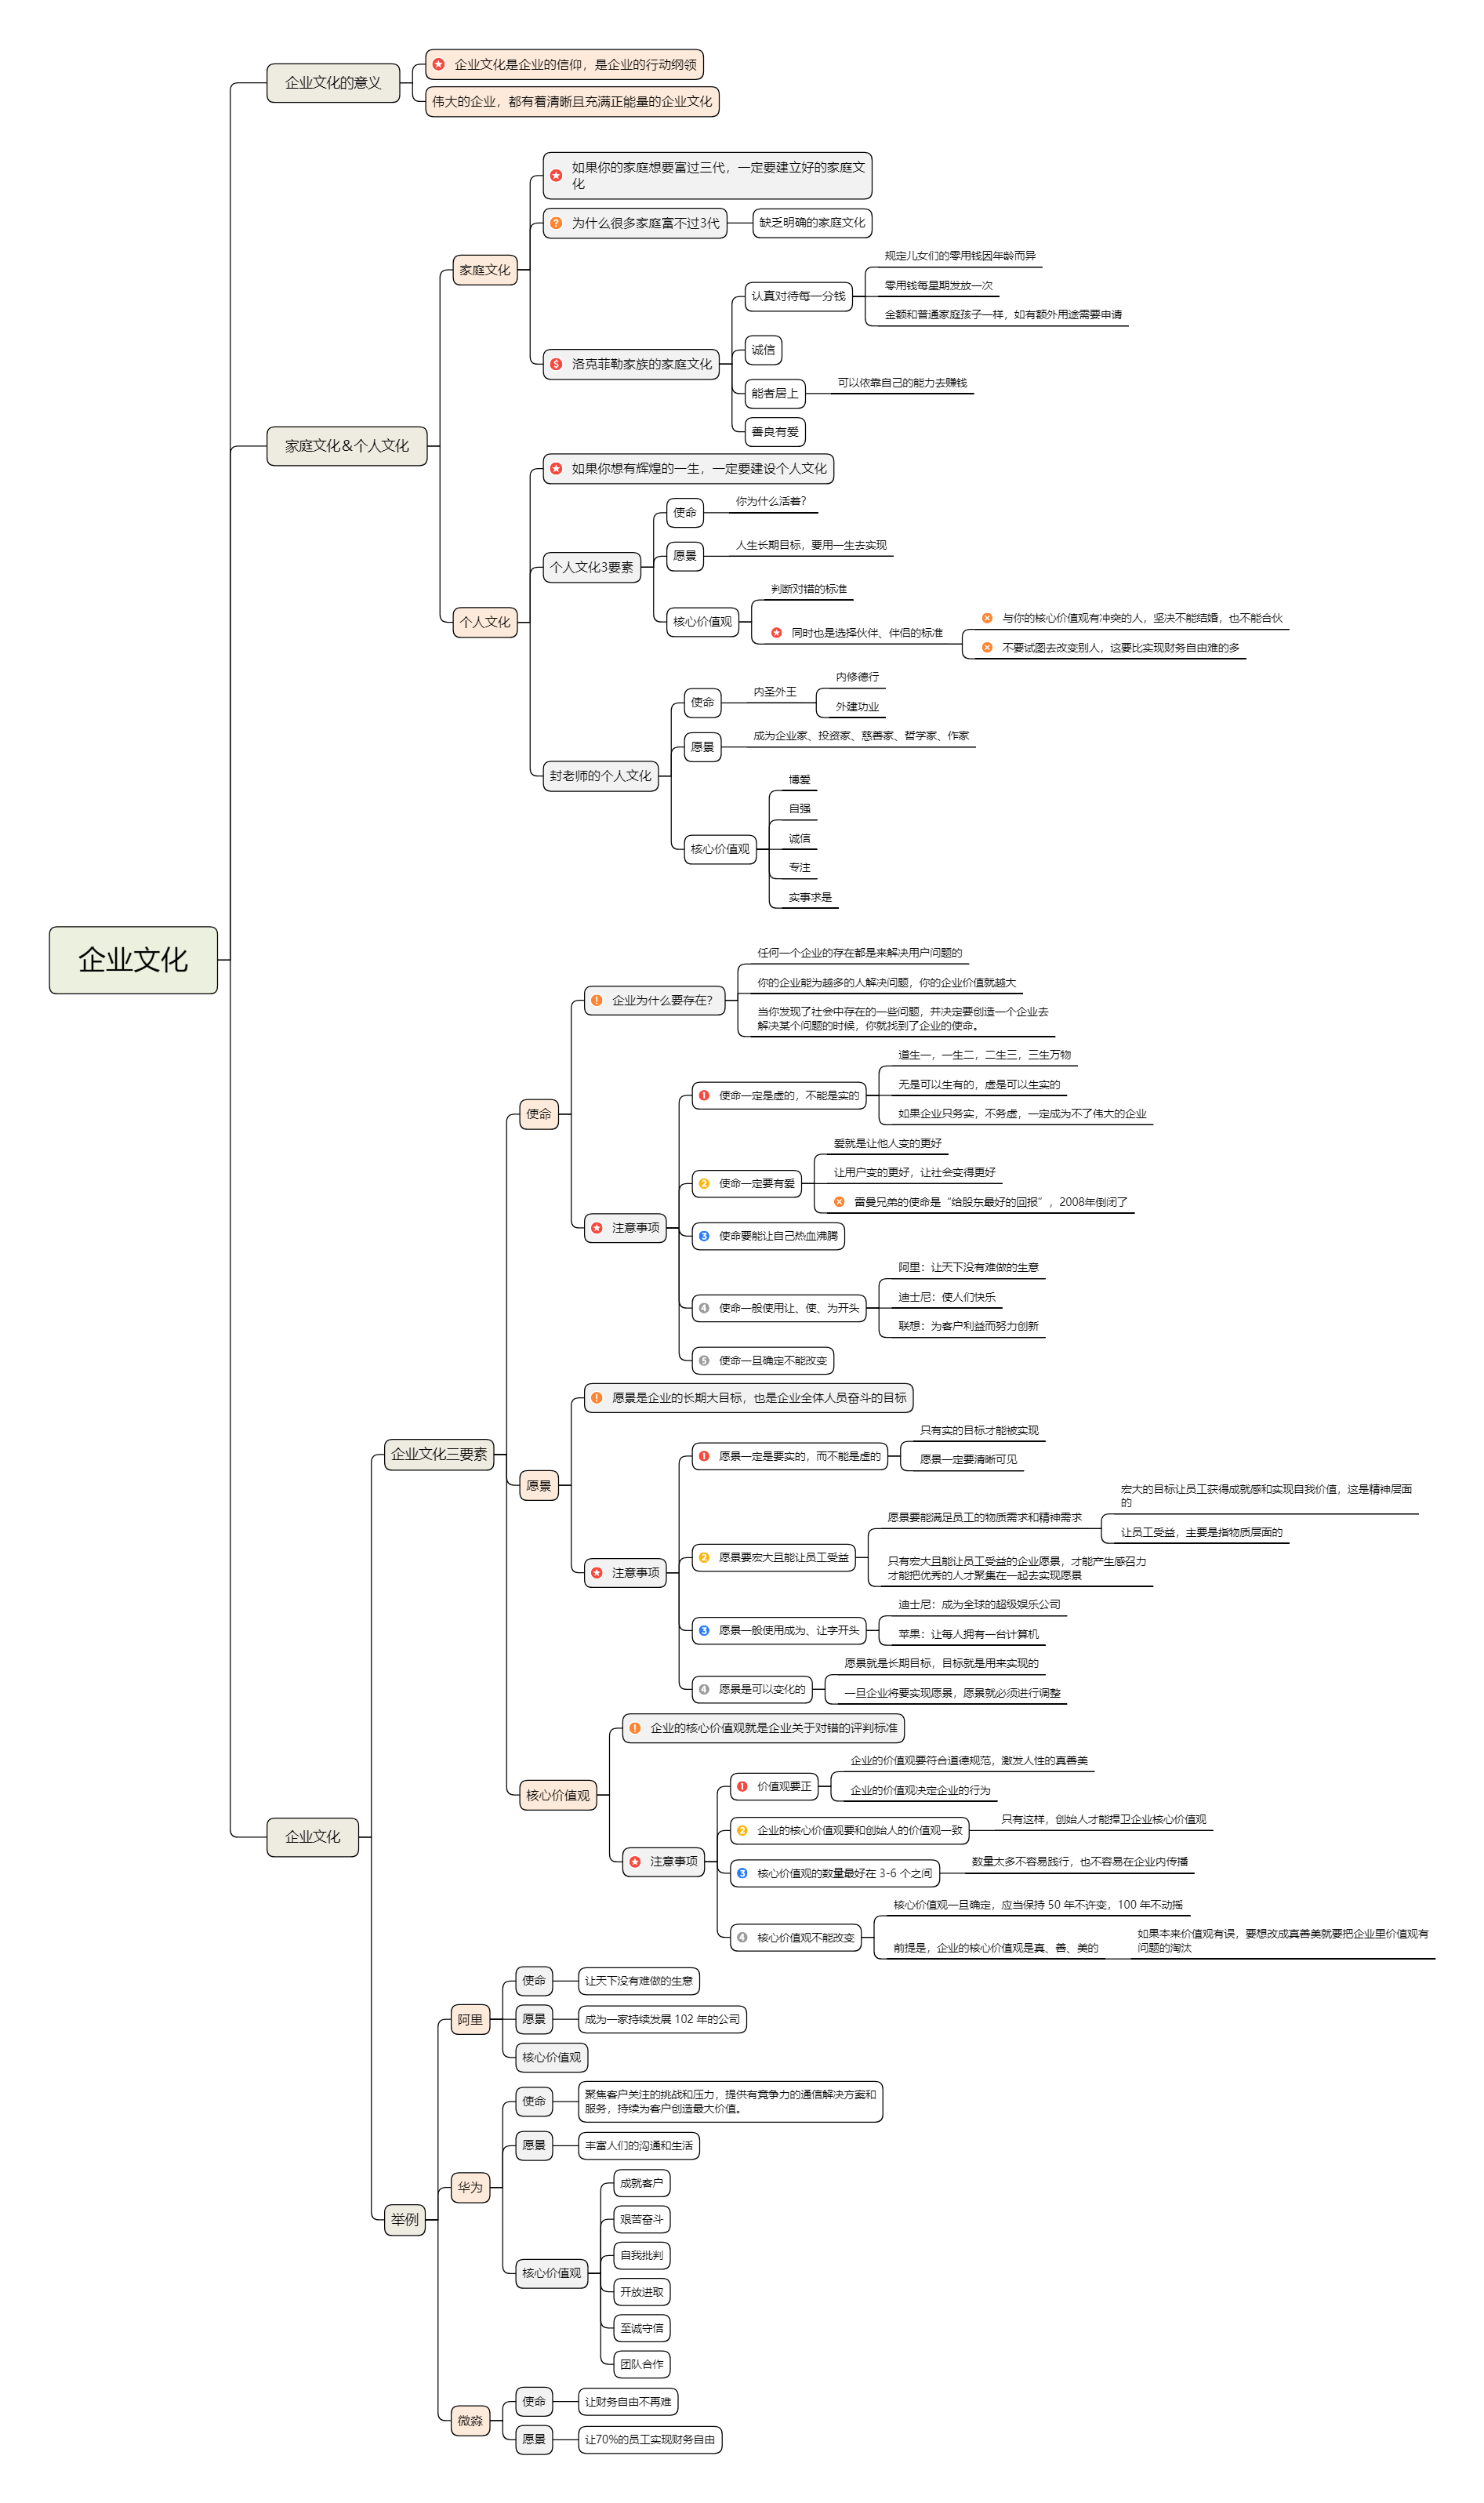 企业文化
企业文化的意义
企业文化是企业的信仰，是企业的行动纲领
伟大的企业，都有着清晰且充满正能量的企业文化
家庭文化&个人文化
家庭文化
如果你的家庭想要富过三代，一定要建立好的家庭文
化
为什么很多家庭富不过3代
缺乏明确的家庭文化
洛克菲勒家族的家庭文化
认真对待每一分钱
规定儿女们的零用钱因年龄而异
零用钱每星期发放一次
金额和普通家庭孩子一样，如有额外用途需要申请
诚信
能者居上
可以依靠自己的能力去赚钱
善良有爱
个人文化
如果你想有辉煌的一生，一定要建设个人文化
个人文化3要素
使命
你为什么活着？
愿景
人生长期目标，要用一生去实现
核心价值观
判断对错的标准
同时也是选择伙伴、伴侣的标准
与你的核心价值观有冲突的人，坚决不能结婚，也不能合伙
不要试图去改变别人，这要比实现财务自由难的多
封老师的个人文化
使命
内圣外王
内修德行
外建功业
愿景
成为企业家、投资家、慈善家、哲学家、作家
核心价值观
博爱
自强
诚信
专注
实事求是
企业文化
企业文化三要素
使命
企业为什么要存在？
任何一个企业的存在都是来解决用户问题的
你的企业能为越多的人解决问题，你的企业价值就越大
当你发现了社会中存在的一些问题，并决定要创造一个企业去
解决某个问题的时候，你就找到了企业的使命。
注意事项
1 使命一定是虚的，不能是实的
道生一，一生二，二生三，三生万物
无是可以生有的，虚是可以生实的
如果企业只务实，不务虚，一定成为不了伟大的企业
2 使命一定要有爱
爱就是让他人变的更好
让用户变的更好，让社会变得更好
雷曼兄弟的使命是“给股东最好的回报”，2008年倒闭了
3 使命要能让自己热血沸腾
4 使命一般使用让、使、为开头
阿里：让天下没有难做的生意
迪士尼：使人们快乐
联想：为客户利益而努力创新
5 使命一旦确定不能改变
愿景
愿景是企业的长期大目标，也是企业全体人员奋斗的目标
注意事项
1 愿景一定是要实的，而不能是虚的
只有实的目标才能被实现
愿景一定要清晰可见
2 愿景要宏大且能让员工受益
愿景要能满足员工的物质需求和精神需求
宏大的目标让员工获得成就感和实现自我价值，这是精神层面
的
让员工受益，主要是指物质层面的
只有宏大且能让员工受益的企业愿景，才能产生感召力
才能把优秀的人才聚集在一起去实现愿景
3 愿景一般使用成为、让字开头
迪士尼：成为全球的超级娱乐公司
苹果：让每人拥有一台计算机
4 愿景是可以变化的
愿景就是长期目标，目标就是用来实现的
一旦企业将要实现愿景，愿景就必须进行调整
核心价值观
企业的核心价值观就是企业关于对错的评判标准
注意事项
1 价值观要正
企业的价值观要符合道德规范，激发人性的真善美
企业的价值观决定企业的行为
2 企业的核心价值观要和创始人的价值观一致
只有这样，创始人才能捍卫企业核心价值观
3 核心价值观的数量最好在 3-6 个之间
数量太多不容易践行，也不容易在企业内传播
4 核心价值观不能改变
核心价值观一旦确定，应当保持 50 年不许变，100 年不动摇
前提是，企业的核心价值观是真、善、美的
如果本来价值观有误，要想改成真善美就要把企业里价值观有
问题的淘汰
举例
阿里
使命
让天下没有难做的生意
愿景
成为一家持续发展 102 年的公司
核心价值观
华为
使命
聚焦客户关注的挑战和压力，提供有竞争力的通信解决方案和
服务，持续为客户创造最大价值。
愿景
丰富人们的沟通和生活
核心价值观
成就客户
艰苦奋斗
自我批判
开放进取
至诚守信
团队合作
微淼
使命
让财务自由不再难
愿景
让70%的员工实现财务自由